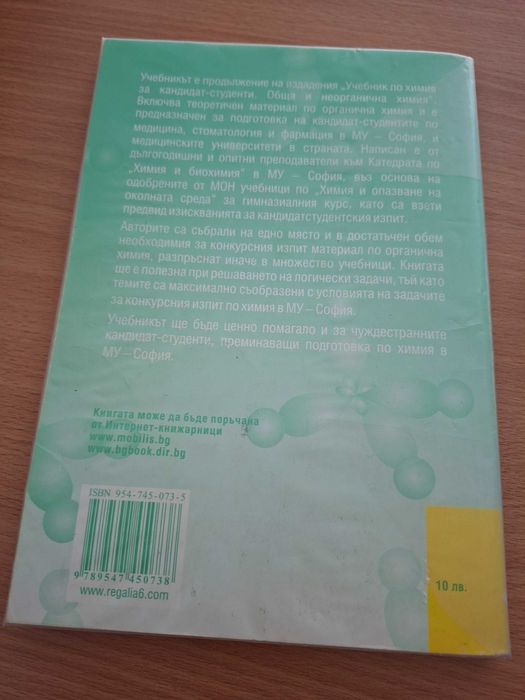 Учебникът е продължение на издадения „Учебник по химия
за кандидат-студенти. Обща и неорганична химия".
Включва теоретичен материал по органична химия и е
предназначен за подготовка на кандидат-студентите по
медицина, стоматология и фармация в МУ – София, и
медицинските университети в страната. Написан е от
дългогодишни и опитни преподаватели към Катедрата по
„Химия и биохимия" в МУ – София, въз основа на
одобрените от МОН учебници по „Химия и опазване на
околната среда" за гимназиалния курс, като са взети
предвид изискванията за кандидатстудентския изпит.
Авторите са събрали на едно място и в достатъчен обем
необходимия за конкурсния изпит материал по органична
химия, разпръснат иначе в множество учебници. Книгата
ще е полезна при решаването на логически задачи, тъй като
темите са максимално съобразени с условията на задачите
за конкурсния изпит по химия в МУ – София.
Учебникът ще бъде ценно помагало и за чуждестранните
кандидат-студенти, преминаващи подготовка по химия в
МУ – София.
Книгата може да бъде поръчана
от Интернет-книжарници
www.mobilis.bg
www.bgbook.dir.bg
ISBN 954-745-073-5
9 789547 450738
www.regalia6.com
10 лв.